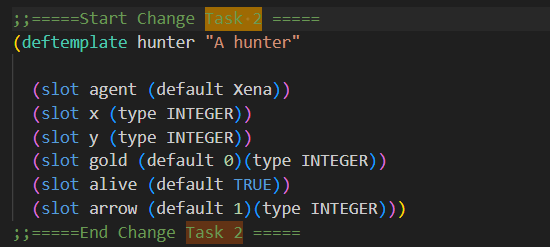 ;;=====Start Change Task 2 =====
(deftemplate hunter "A hunter"
(slot agent (default Xena))
(slot x (type INTEGER))
(slot y (type INTEGER))
(slot gold (default 0)(type INTEGER))
(slot alive (default TRUE))
(slot arrow (default 1)(type INTEGER)))
;;=====End Change Task 2 =====